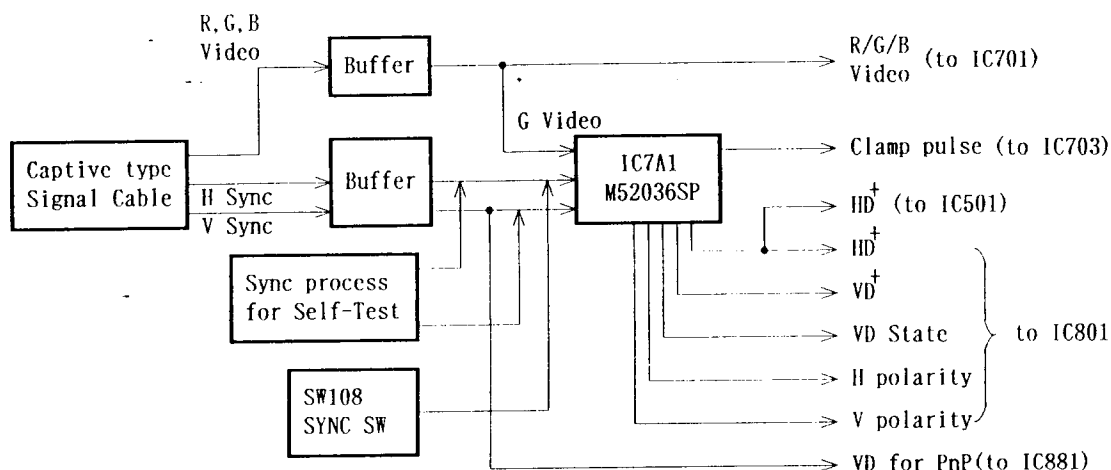 R,G,B
Video
Buffer
R/G/B
Video (to IC701)
G Video
Captive type
Signal Cable
H Sync
V Sync
Buffer
IC7A1
M52036SP
Clamp pulse (to IC703)
HD+ (to IC501)
HD+
VD+
VD State
H polarity
V polarity
to IC801
Sync process
for Self-Test
SW108
SYNC SW
VD for PnP(to IC881)